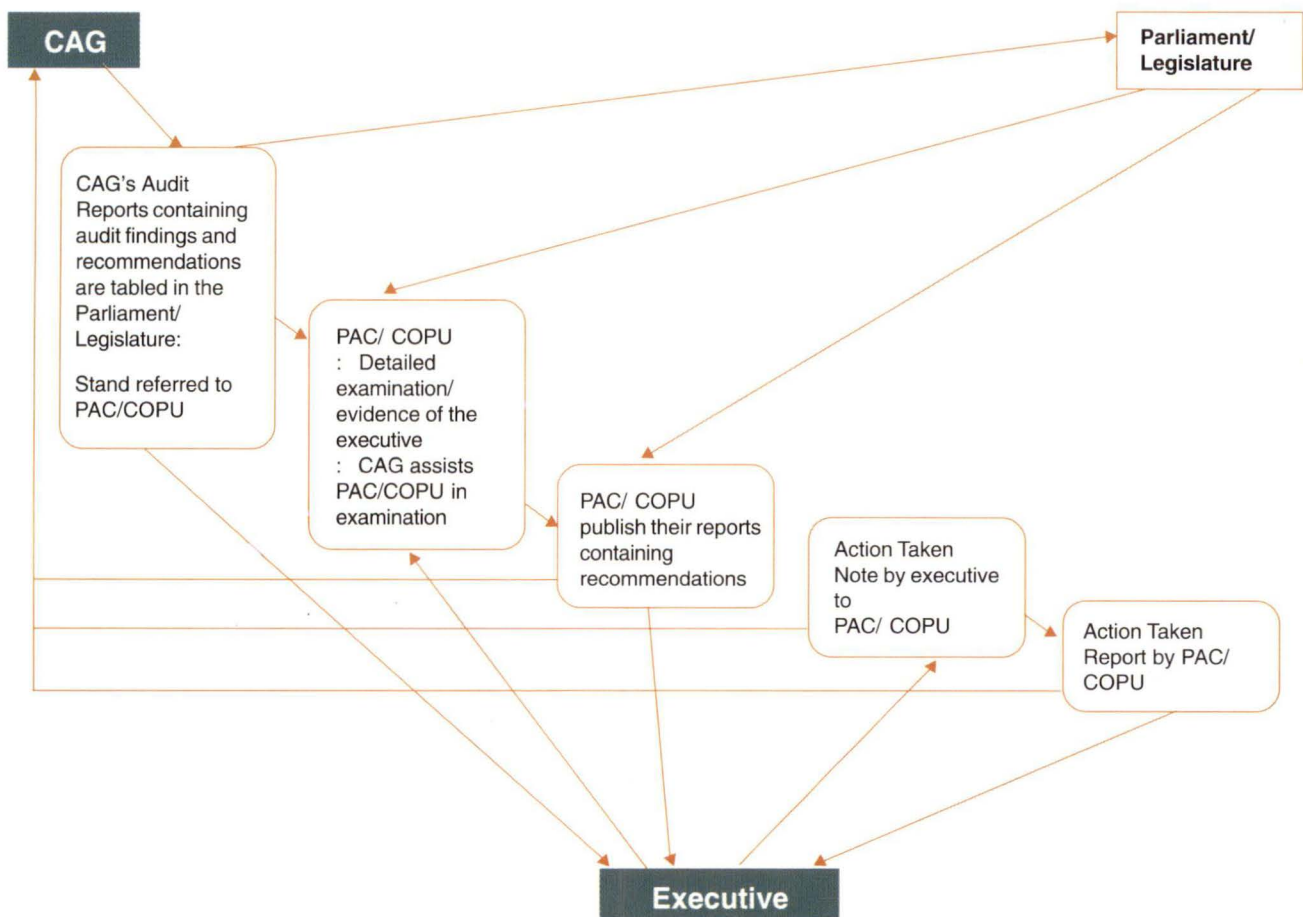 CAG
Parliament/
Legislature
CAG's Audit
Reports containing
audit findings and
recommendations
are tabled in the
Parliament/
Legislature:
Stand referred to
PAC/COPU
PAC/ COPU
: Detailed
examination/
evidence of the
executive
: CAG assists
PAC/COPU in
examination
PAC/ COPU
publish their reports
containing
recommendations
Action Taken
Note by executive
to
PAC/ COPU
Action Taken
Report by PAC/
COPU
Executive